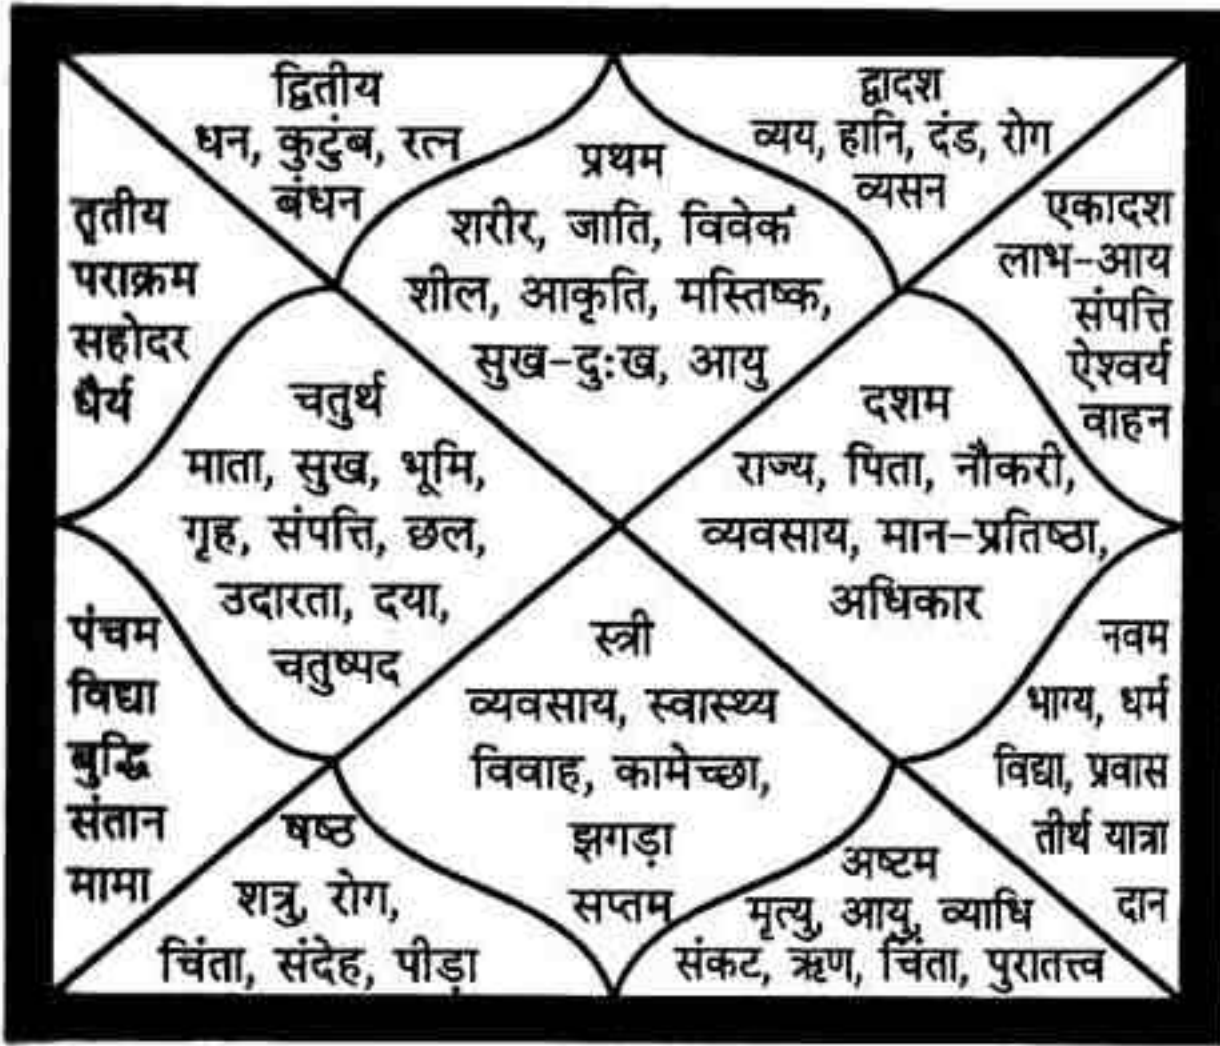 द्वितीय
धन, कुटुंब, रत्न
बंधन
प्रथम
शरीर, जाति, विवेक
शील, आकृति, मस्तिष्क,
सुख-दुःख, आयु
द्वादश
व्यय, हानि, दंड, रोग
व्यसन
तृतीय
पराक्रम
सहोदर
धैर्य
एकादश
लाभ-आय
संपत्ति
ऐश्वर्य
वाहन
चतुर्थ
माता, सुख, भूमि,
गृह, संपत्ति, छल,
उदारता, दया,
चतुष्पद
दशम
राज्य, पिता, नौकरी,
व्यवसाय, मान-प्रतिष्ठा,
अधिकार
पंचम
विद्या
बुद्धि
संतान
मामा
स्त्री
व्यवसाय, स्वास्थ्य
विवाह, कामेच्छा,
झगड़ा
सप्तम
नवम
भाग्य, धर्म
विद्या, प्रवास
तीर्थ यात्रा
दान
षष्ठ
शत्रु, रोग,
चिंता, संदेह, पीड़ा
अष्टम
मृत्यु, आयु, व्याधि
संकट, ऋण, चिंता, पुरातत्त्व